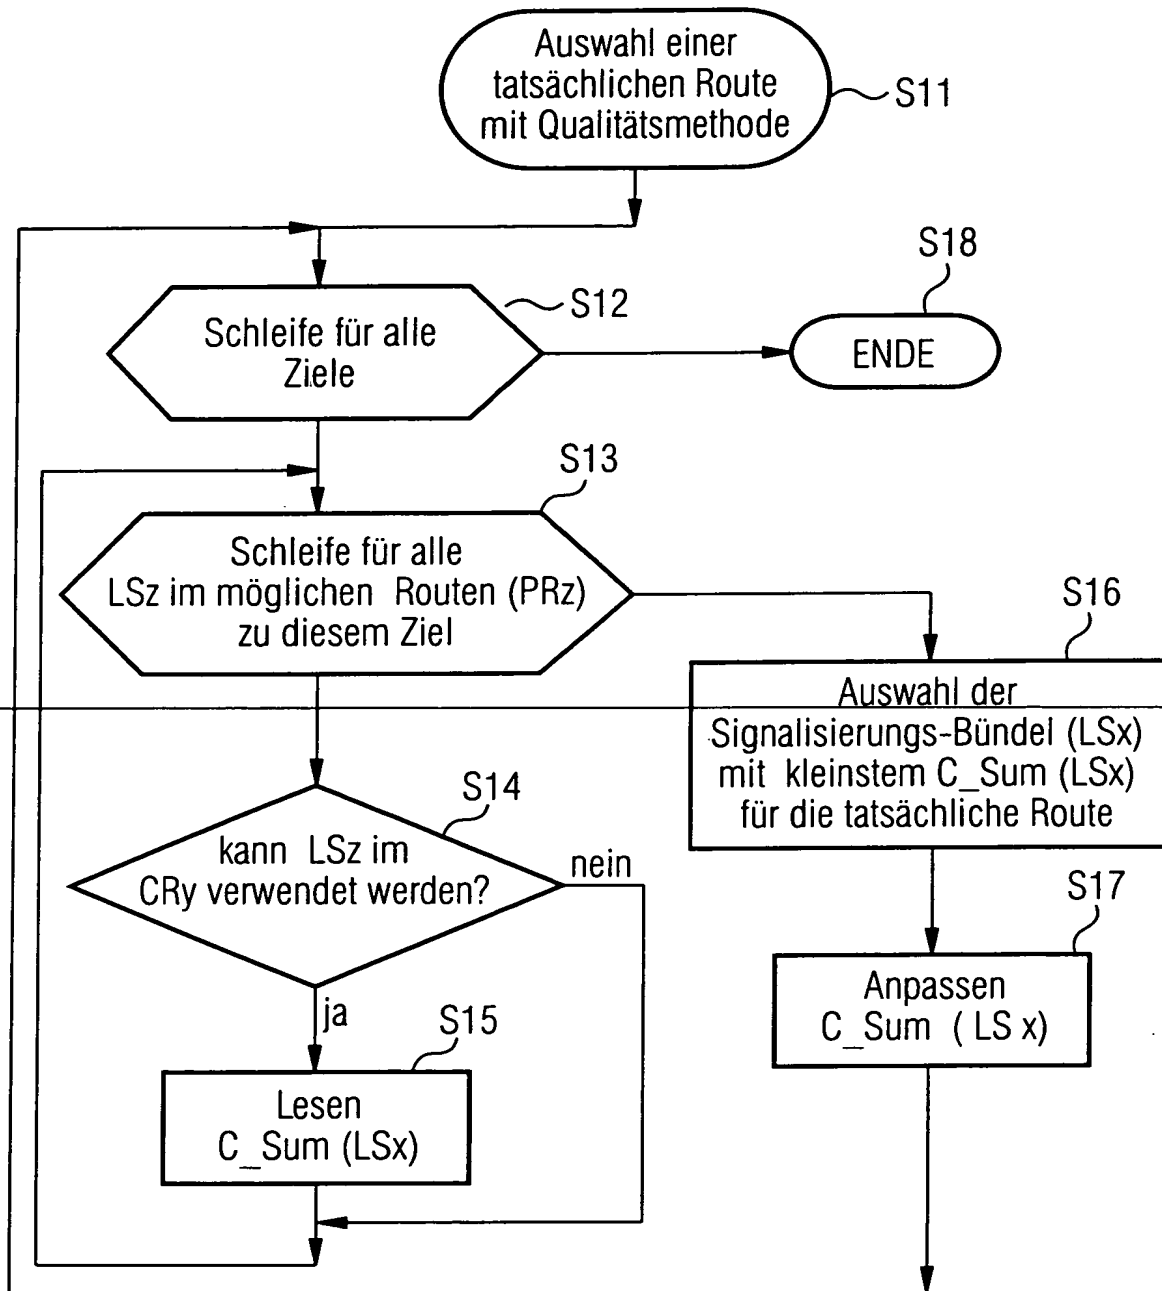 Auswahl einer
tatsächlichen Route
mit Qualitätsmethode
S11
S18
S12
Schleife für alle
Ziele
ENDE
S13
Schleife für alle
LSz im möglichen Routen (PRz)
zu diesem Ziel
S16
Auswahl der
Signalisierungs-Bündel (LSx)
mit kleinstem C_Sum (LSx)
für die tatsächliche Route
S14
kann LSz im
CRy verwendet werden?
nein
S17
Anpassen
C_Sum ( LS x)
ja
S15
Lesen
C_Sum (LSx)